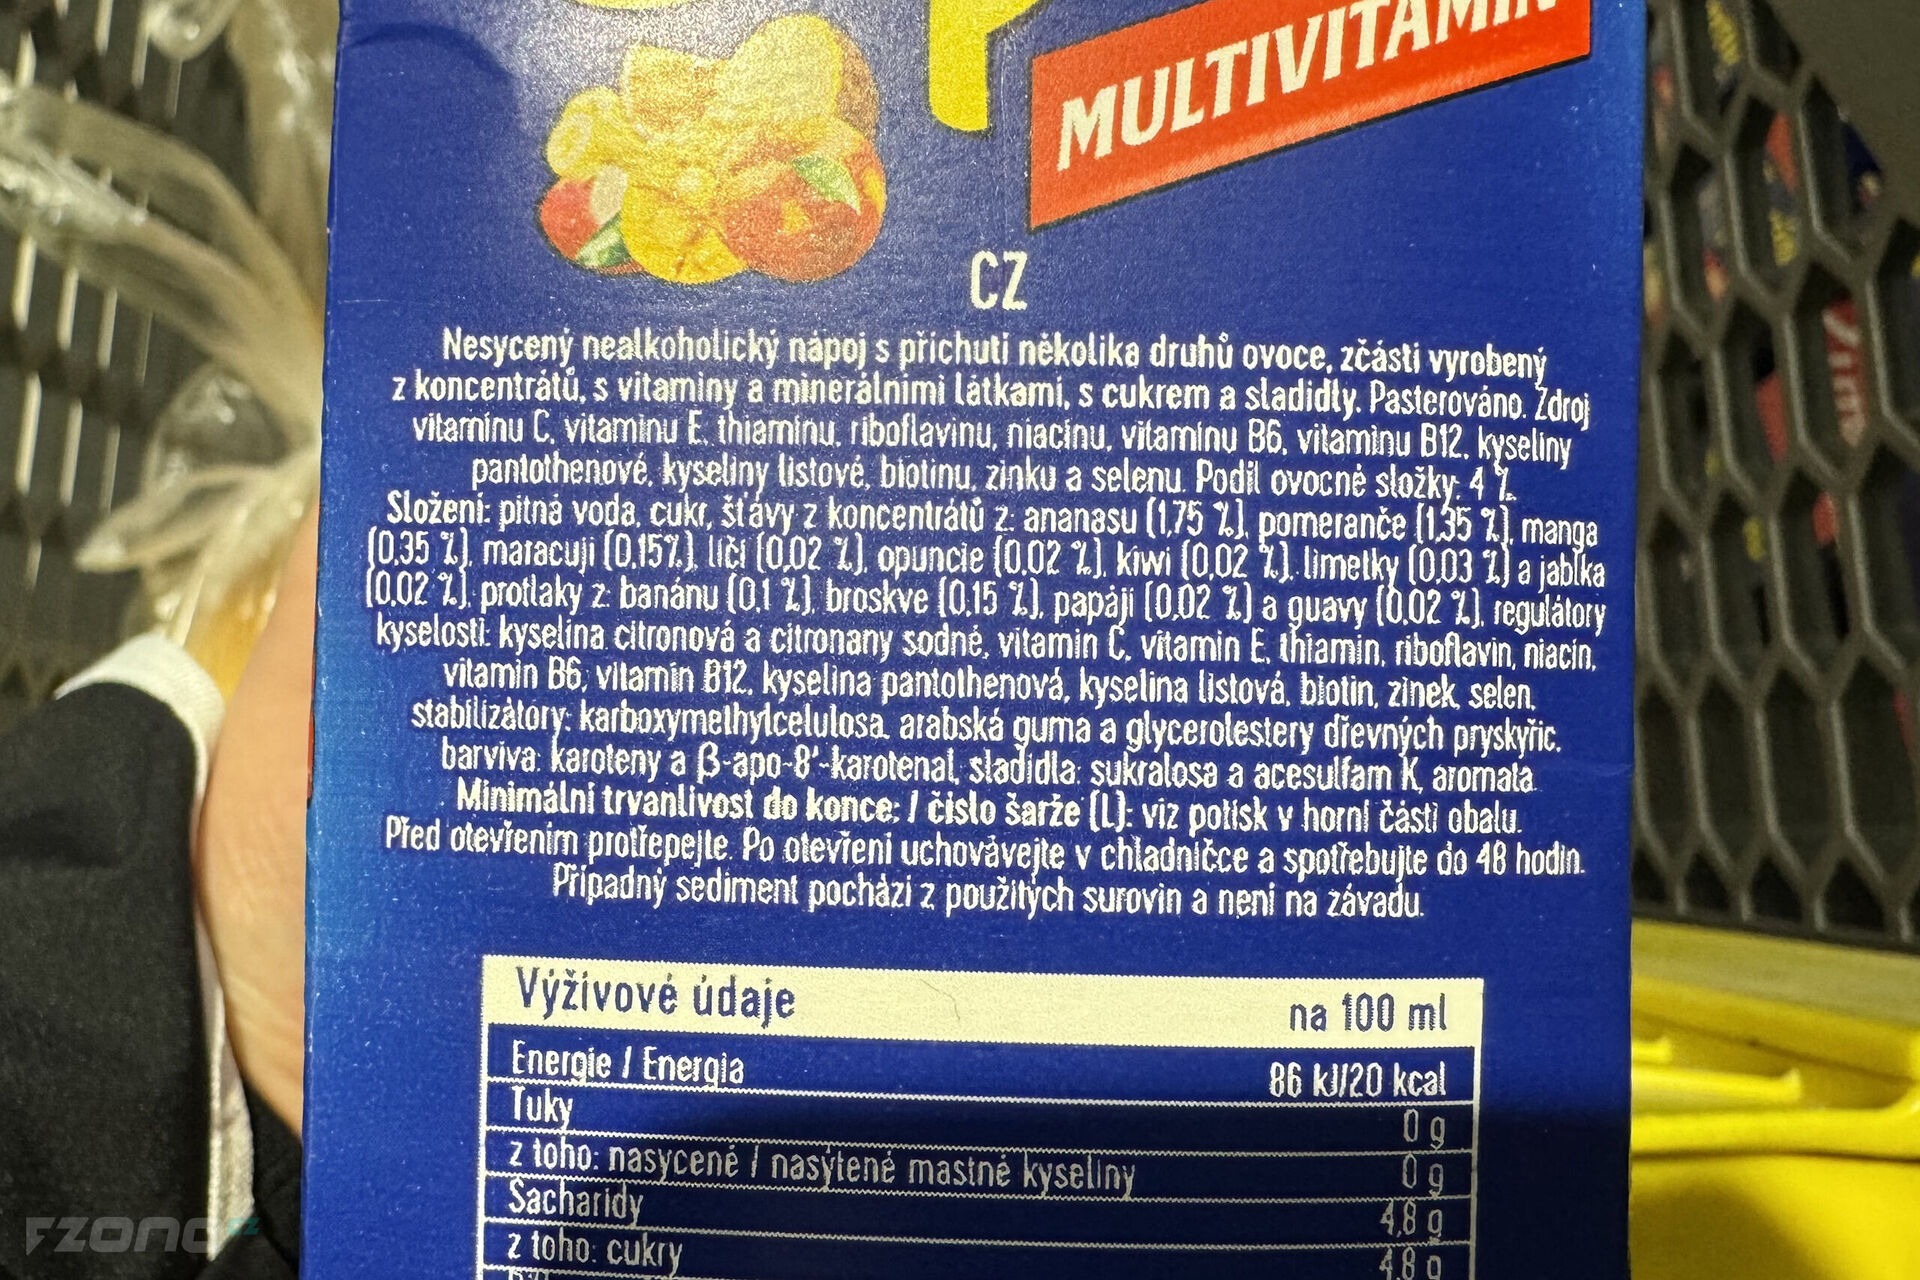 MULTIVITAMIN
CZ
Nesycený nealkoholický nápoj s příchutí několika druhů ovoce, zčásti vyrobený
z koncentrátů, s vitaminy a minerálními látkami, s cukrem a sladidly. Pasterováno. Zdroj
vitaminu C, vitaminu E, thiaminu, riboflavinu, niacinu, vitaminu B6, vitaminu B12, kyseliny
pantothenové, kyseliny listové, biotinu, zinku a selenu. Podíl ovocné složky: 4 %.
Složení: pitná voda, cukr, šťávy z koncentrátů z: ananasu (1,75 %), pomeranče (1,35 %), manga
(0,35 %), maracuji (0,15%), ličí (0,02 %), opuncie (0,02 %), kiwi (0,02 %), limetky (0,03 %) a jablka
(0,02 %), protlaky z: banánu (0,1 %), broskve (0,15 %), papáji (0,02 %) a guavy (0,02 %), regulátory
kyselosti: kyselina citronová a citronany sodné, vitamin C, vitamin E, thiamin, riboflavin, niacin,
vitamin B6, vitamin B12, kyselina pantothenová, kyselina listová, biotin, zinek, selen,
stabilizátory: karboxymethylcelulosa, arabská guma a glycerolestery dřevných pryskyřic,
barviva: karoteny a β-apo-8'-karotenal, sladidla: sukralosa a acesulfam K, aromata.
Minimální trvanlivost do konce: / číslo šarže (L): viz potisk v horní části obalu.
Před otevřením protřepejte. Po otevření uchovávejte v chladničce a spotřebujte do 48 hodin.
Případný sediment pochází z použitých surovin a není na závadu.
Výživové údaje na 100 ml
Energie / Energia 86 kJ/20 kcal
Tuky 0 g
z toho: nasycené / nasýtené mastné kyseliny 0 g
Sacharidy 4,8 g
z toho: cukry 4,8 g
FZONE.CZ